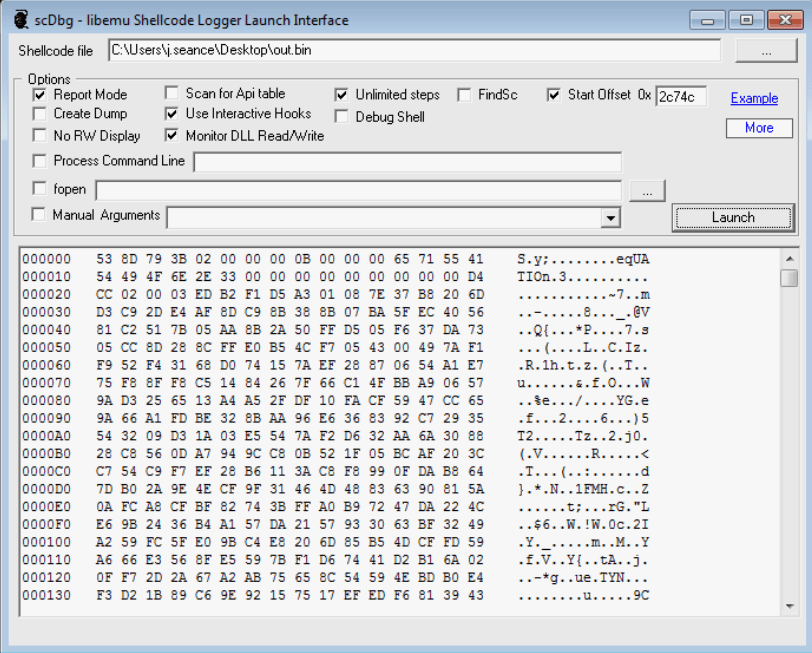 scDbg - libemu Shellcode Logger Launch Interface
Shellcode file C:\Users\j.seance\Desktop\out.bin ...
Options
Report Mode Scan for Api table Unlimited steps FindSc Start Offset 0x 2c74c Example
Create Dump Use Interactive Hooks Debug Shell
No RW Display Monitor DLL Read/Write More
Process Command Line
fopen ...
Manual Arguments Launch
000000 53 8D 79 3B 02 00 00 00 0B 00 00 00 65 71 55 41 S.y;........eqUA
000010 54 49 4F 6E 2E 33 00 00 00 00 00 00 00 00 00 D4 TIOn.3..........
000020 CC 02 00 03 ED B2 F1 D5 A3 01 08 7E 37 B8 20 6D ...........~7..m
000030 D3 C9 2D E4 AF 8D C9 8B 38 8B 07 BA 5F EC 40 56 ..-.....8..._.@V
000040 81 C2 51 7B 05 AA 8B 2A 50 FF D5 05 F6 37 DA 73 ..Q{...*P....7.s
000050 05 CC 8D 28 8C FF E0 B5 4C F7 05 43 00 49 7A F1 ...(....L..C.Iz.
000060 F9 52 F4 31 68 D0 74 15 7A EF 28 87 06 54 A1 E7 .R.1h.t.z.(..T..
000070 75 F8 8F F8 C5 14 84 26 7F 66 C1 4F BB A9 06 57 u......&.f.O...W
000080 9A D3 25 65 13 A4 A5 2F DF 10 FA CF 59 47 CC 65 ..%e.../....YG.e
000090 9A 66 A1 FD BE 32 8B AA 96 E6 36 83 92 C7 29 35 .f...2....6...)5
0000A0 54 32 09 D3 1A 03 E5 54 7A F2 D6 32 AA 6A 30 88 T2.....Tz..2.j0.
0000B0 28 C8 56 0D A7 94 9C C8 0B 52 1F 05 BC AF 20 3C (.V......R.....<
0000C0 C7 54 C9 F7 EF 28 B6 11 3A C8 F8 99 0F DA B8 64 .T...(..:......d
0000D0 7D B0 2A 9E 4E CF 9F 31 46 4D 48 83 63 90 81 5A }.*.N..1FMH.c..Z
0000E0 0A FC A8 CF BF 82 74 3B FF A0 B9 72 47 DA 22 4C ......t;...rG."L
0000F0 E6 9B 24 36 B4 A1 57 DA 21 57 93 30 63 BF 32 49 ..$6..W.!W.0c.2I
000100 A2 59 FC 5F E0 9B C4 E8 20 6D 85 B5 4D CF FD 59 .Y._.....m..M..Y
000110 A6 66 E3 56 8F E5 59 7B F1 D6 74 41 D2 B1 6A 02 .f.V..Y{..tA..j.
000120 0F F7 2D 2A 67 A2 AB 75 65 8C 54 59 4E BD B0 E4 ..-*g..ue.TYN...
000130 F3 D2 1B 89 C6 9E 92 15 75 17 EF ED F6 81 39 43 ........u.....9C